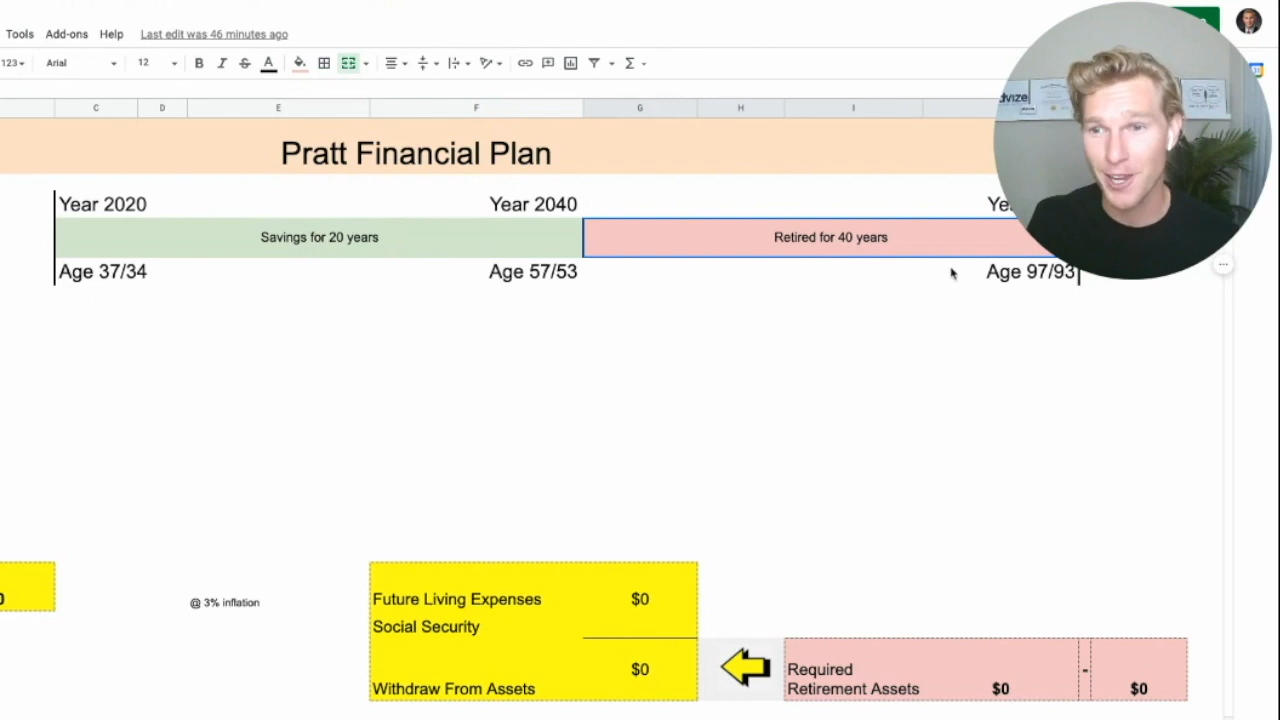 Tools Add-ons Help Last edit was 46 minutes ago
123 Arial 12 B I S A Σ
C D E F G H I
Pratt Financial Plan
Year 2020 Year 2040
Savings for 20 years Retired for 40 years
Age 37/34 Age 57/53 Age 97/93
Future Living Expenses $0
@ 3% inflation
Social Security
$0
Withdraw From Assets
Required
Retirement Assets $0 - $0